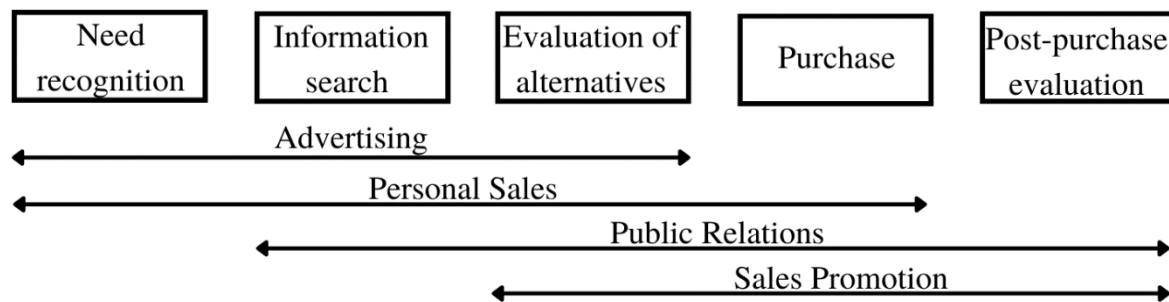 Need
recognition
Information
search
Evaluation of
alternatives
Purchase
Post-purchase
evaluation
Advertising
Personal Sales
Public Relations
Sales Promotion